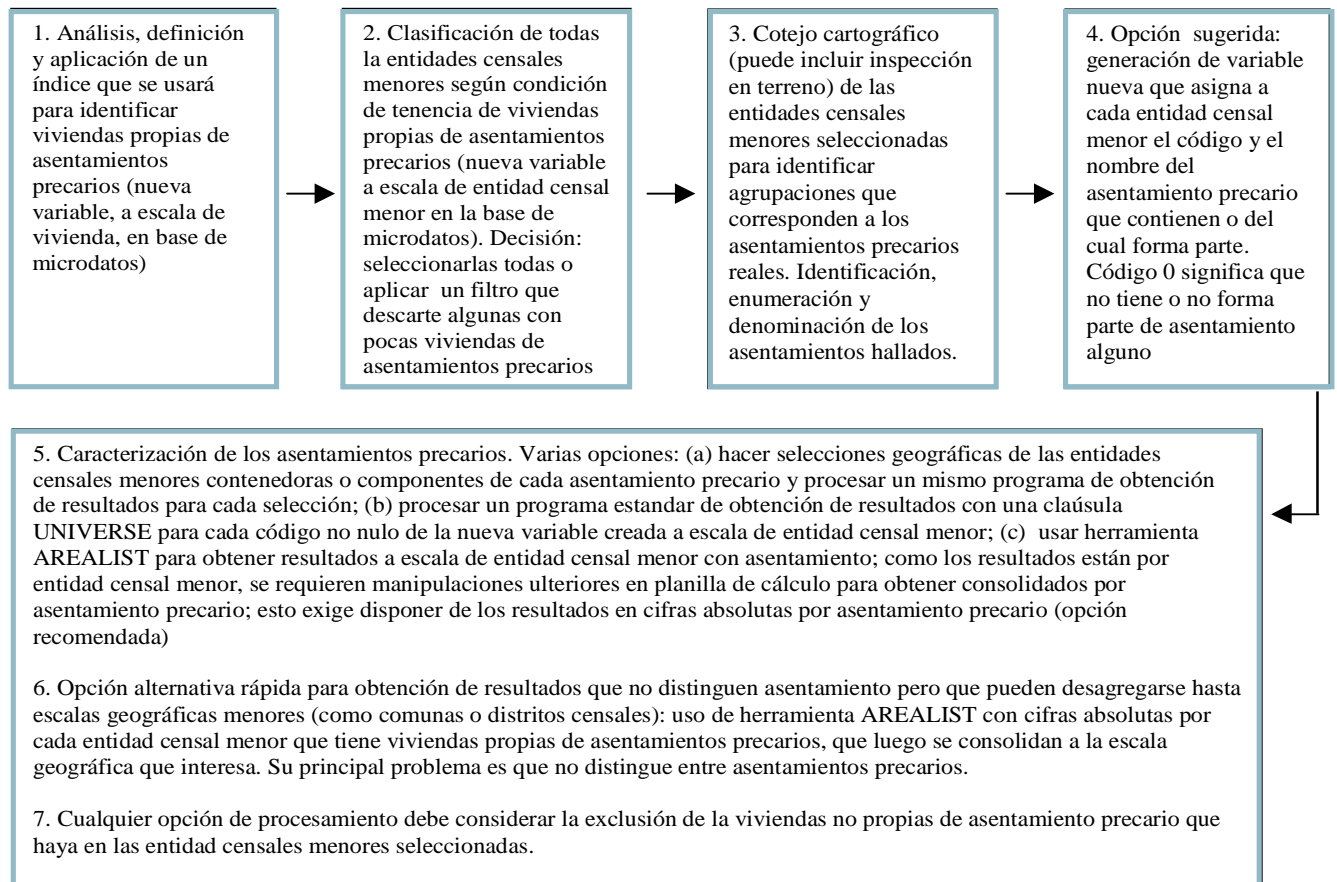 1. Análisis, definición
y aplicación de un
índice que se usará
para identificar
viviendas propias de
asentamientos
precarios (nueva
variable, a escala de
vivienda, en base de
microdatos)
2. Clasificación de todas
la entidades censales
menores según condición
de tenencia de viviendas
propias de asentamientos
precarios (nueva variable
a escala de entidad censal
menor en la base de
microdatos). Decisión:
seleccionarlas todas o
aplicar un filtro que
descarte algunas con
pocas viviendas de
asentamientos precarios
3. Cotejo cartográfico
(puede incluir inspección
en terreno) de las
entidades censales
menores seleccionadas
para identificar
agrupaciones que
corresponden a los
asentamientos precarios
reales. Identificación,
enumeración y
denominación de los
asentamientos hallados.
4. Opción sugerida:
generación de variable
nueva que asigna a
cada entidad censal
menor el código y el
nombre del
asentamiento precario
que contienen o del
cual forma parte.
Código 0 significa que
no tiene o no forma
parte de asentamiento
alguno
5. Caracterización de los asentamientos precarios. Varias opciones: (a) hacer selecciones geográficas de las entidades
censales menores contenedoras o componentes de cada asentamiento precario y procesar un mismo programa de obtención
de resultados para cada selección; (b) procesar un programa estandar de obtención de resultados con una claúsula
UNIVERSE para cada código no nulo de la nueva variable creada a escala de entidad censal menor; (c) usar herramienta
AREALIST para obtener resultados a escala de entidad censal menor con asentamiento; como los resultados están por
entidad censal menor, se requieren manipulaciones ulteriores en planilla de cálculo para obtener consolidados por
asentamiento precario; esto exige disponer de los resultados en cifras absolutas por asentamiento precario (opción
recomendada)
6. Opción alternativa rápida para obtención de resultados que no distinguen asentamiento pero que pueden desagregarse hasta
escalas geográficas menores (como comunas o distritos censales): uso de herramienta AREALIST con cifras absolutas por
cada entidad censal menor que tiene viviendas propias de asentamientos precarios, que luego se consolidan a la escala
geográfica que interesa. Su principal problema es que no distingue entre asentamientos precarios.
7. Cualquier opción de procesamiento debe considerar la exclusión de la viviendas no propias de asentamiento precario que
haya en las entidad censales menores seleccionadas.